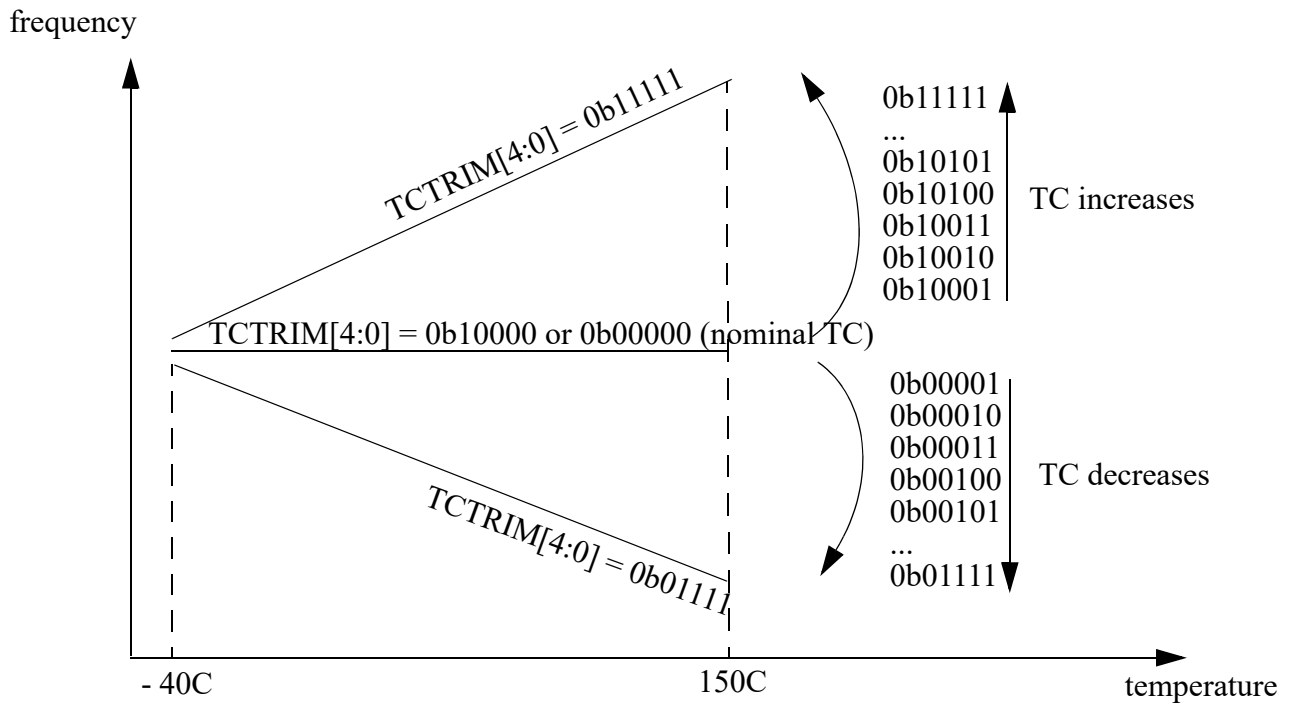 frequency
TCTRIM[4:0] = 0b11111
0b11111
...
0b10101
0b10100
0b10011
0b10010
0b10001
TC increases
TCTRIM[4:0] = 0b10000 or 0b00000 (nominal TC)
TCTRIM[4:0] = 0b01111
0b00001
0b00010
0b00011
0b00100
0b00101
...
0b01111
TC decreases
- 40C
150C
temperature